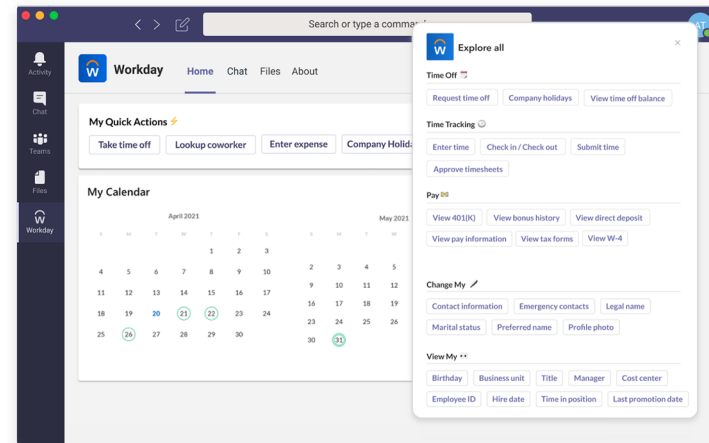 Search or type a comma
AT
Activity
Chat
Teams
Files
Workday
Workday
Home Chat Files About
My Quick Actions
Take time off Lookup coworker Enter expense Company Holida
My Calendar
April 2021
S M T W T F S
1 2 3
4 5 6 7 8 9 10
11 12 13 14 15 16 17
18 19 20 21 22 23 24
25 26 27 28 29 30
May 2021
S M T W
2 3 4 5
9 10 11 12
16 17 18 19
23 24 25 26
30 31
Explore all
Time Off
Request time off Company holidays View time off balance
Time Tracking
Enter time Check in / Check out Submit time
Approve timesheets
Pay
View 401(K) View bonus history View direct deposit
View pay information View tax forms View W-4
Change My
Contact information Emergency contacts Legal name
Marital status Preferred name Profile photo
View My
Birthday Business unit Title Manager Cost center
Employee ID Hire date Time in position Last promotion date